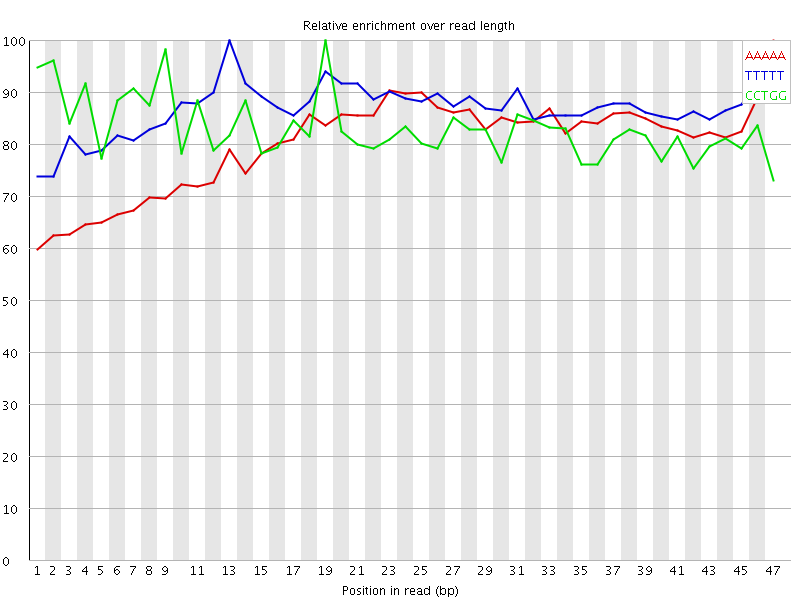 Relative enrichment over read length
100
90
80
70
60
50
40
30
20
10
0
AAAAA
TTTTT
CCTGG
1 2 3 4 5 6 7 8 9 11 13 15 17 19 21 23 25 27 29 31 33 35 37 39 41 43 45 47
Position in read (bp)